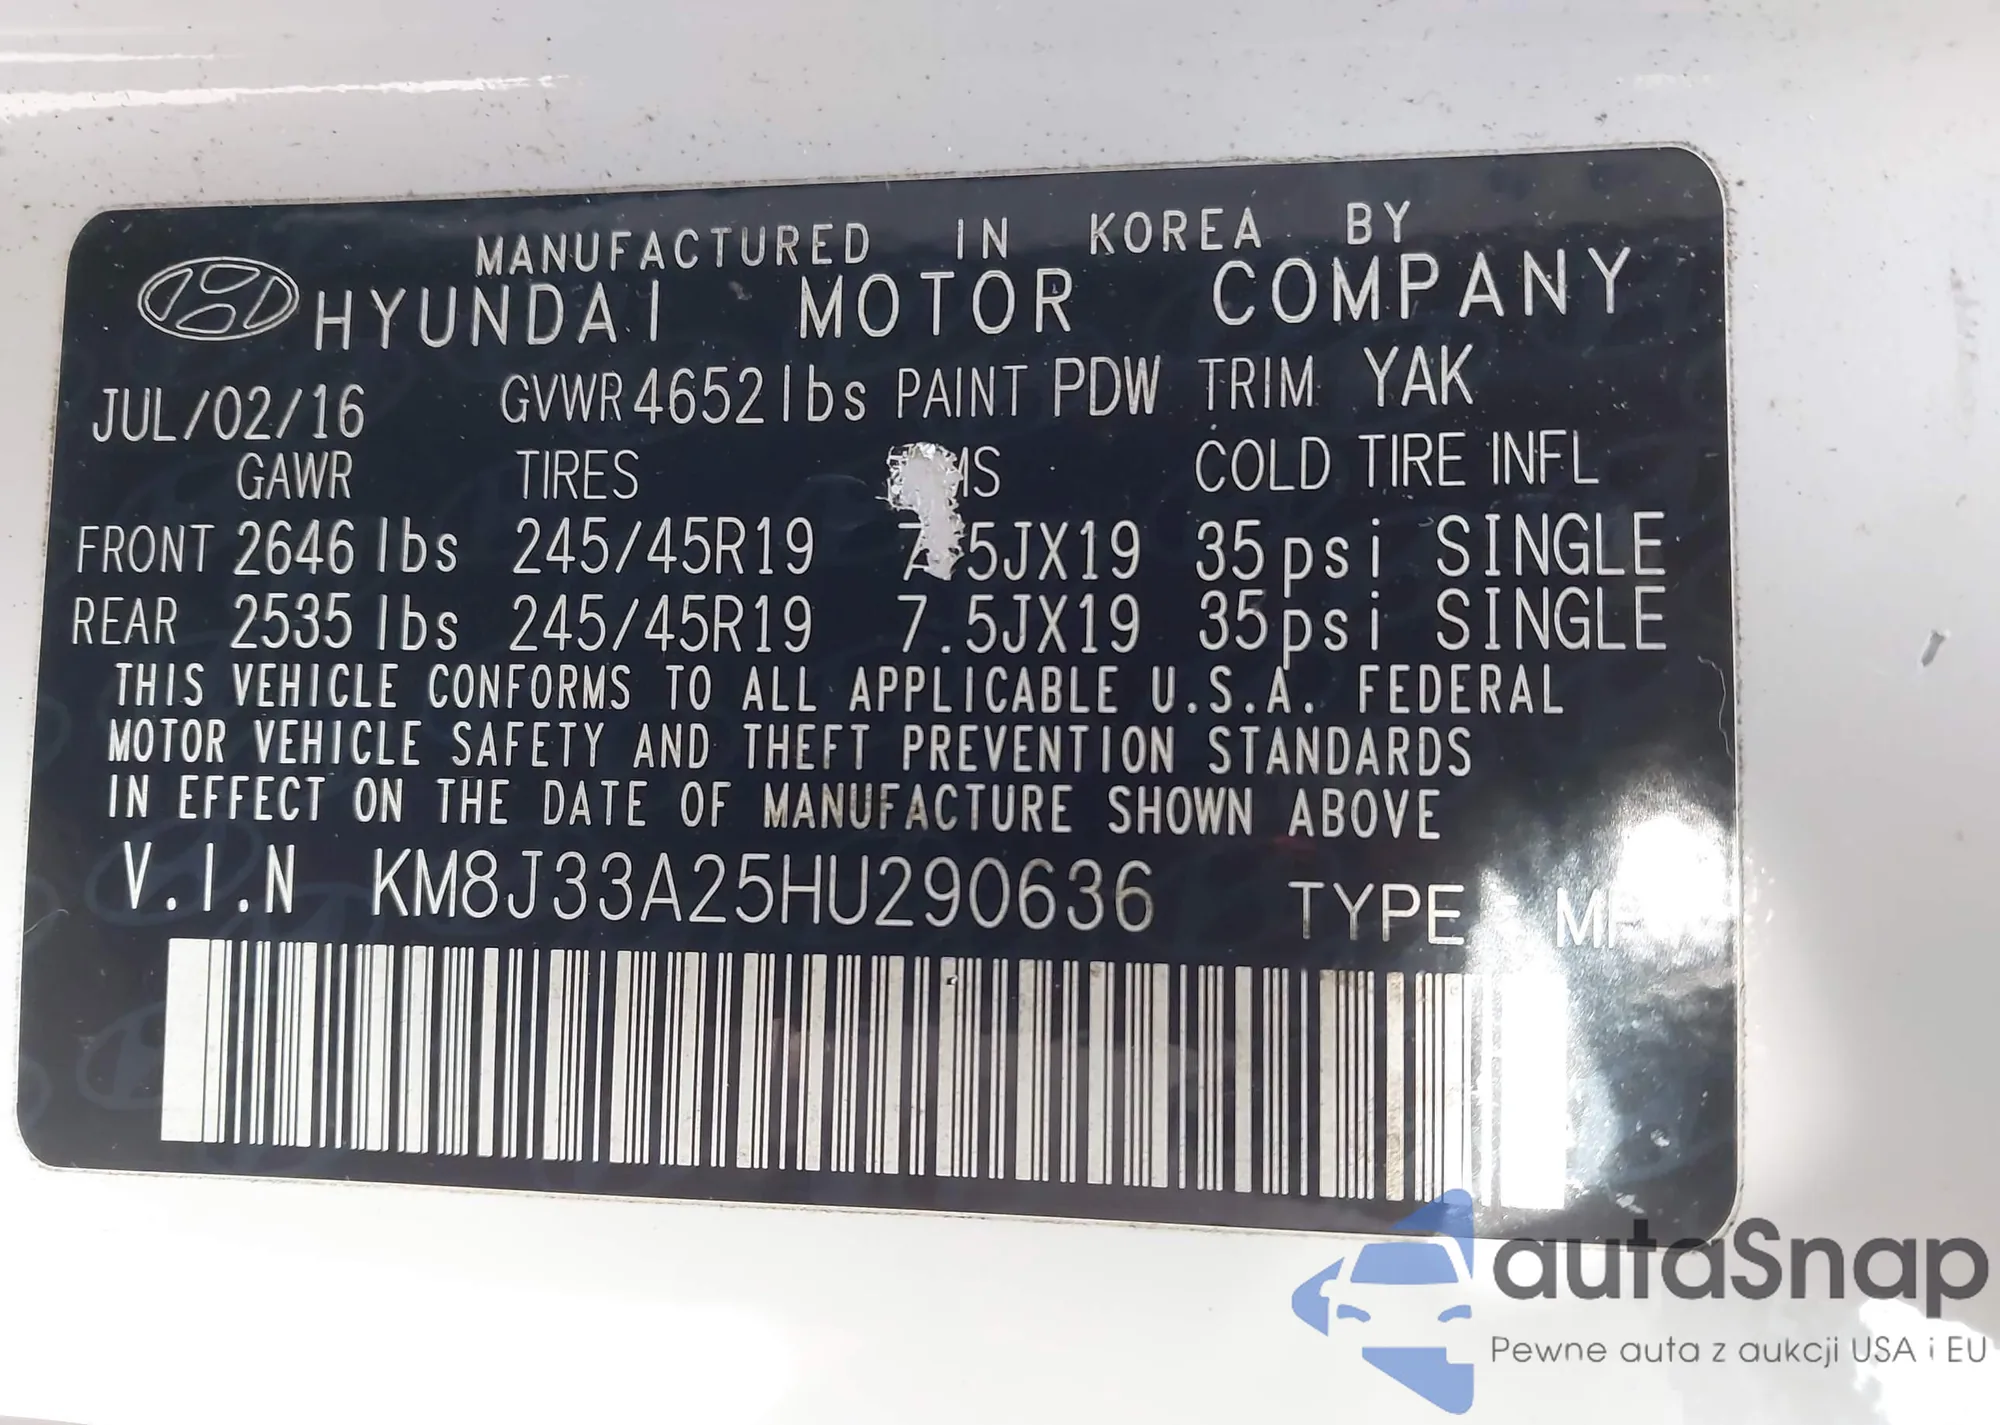 MANUFACTURED IN KOREA BY
HYUNDAI MOTOR COMPANY
JUL/02/16 GVWR 4652 lbs PAINT PDW TRIM YAK
GAWR TIRES COLD TIRE INFL
FRONT 2646 lbs 245/45R19 7.5JX19 35psi SINGLE
REAR 2535 lbs 245/45R19 7.5JX19 35psi SINGLE
THIS VEHICLE CONFORMS TO ALL APPLICABLE U.S.A. FEDERAL
MOTOR VEHICLE SAFETY AND THEFT PREVENTION STANDARDS
IN EFFECT ON THE DATE OF MANUFACTURE SHOWN ABOVE
V.I.N KM8J33A25HU290636 TYPE
autaSnap
Pewne auta z aukcji USA i EU